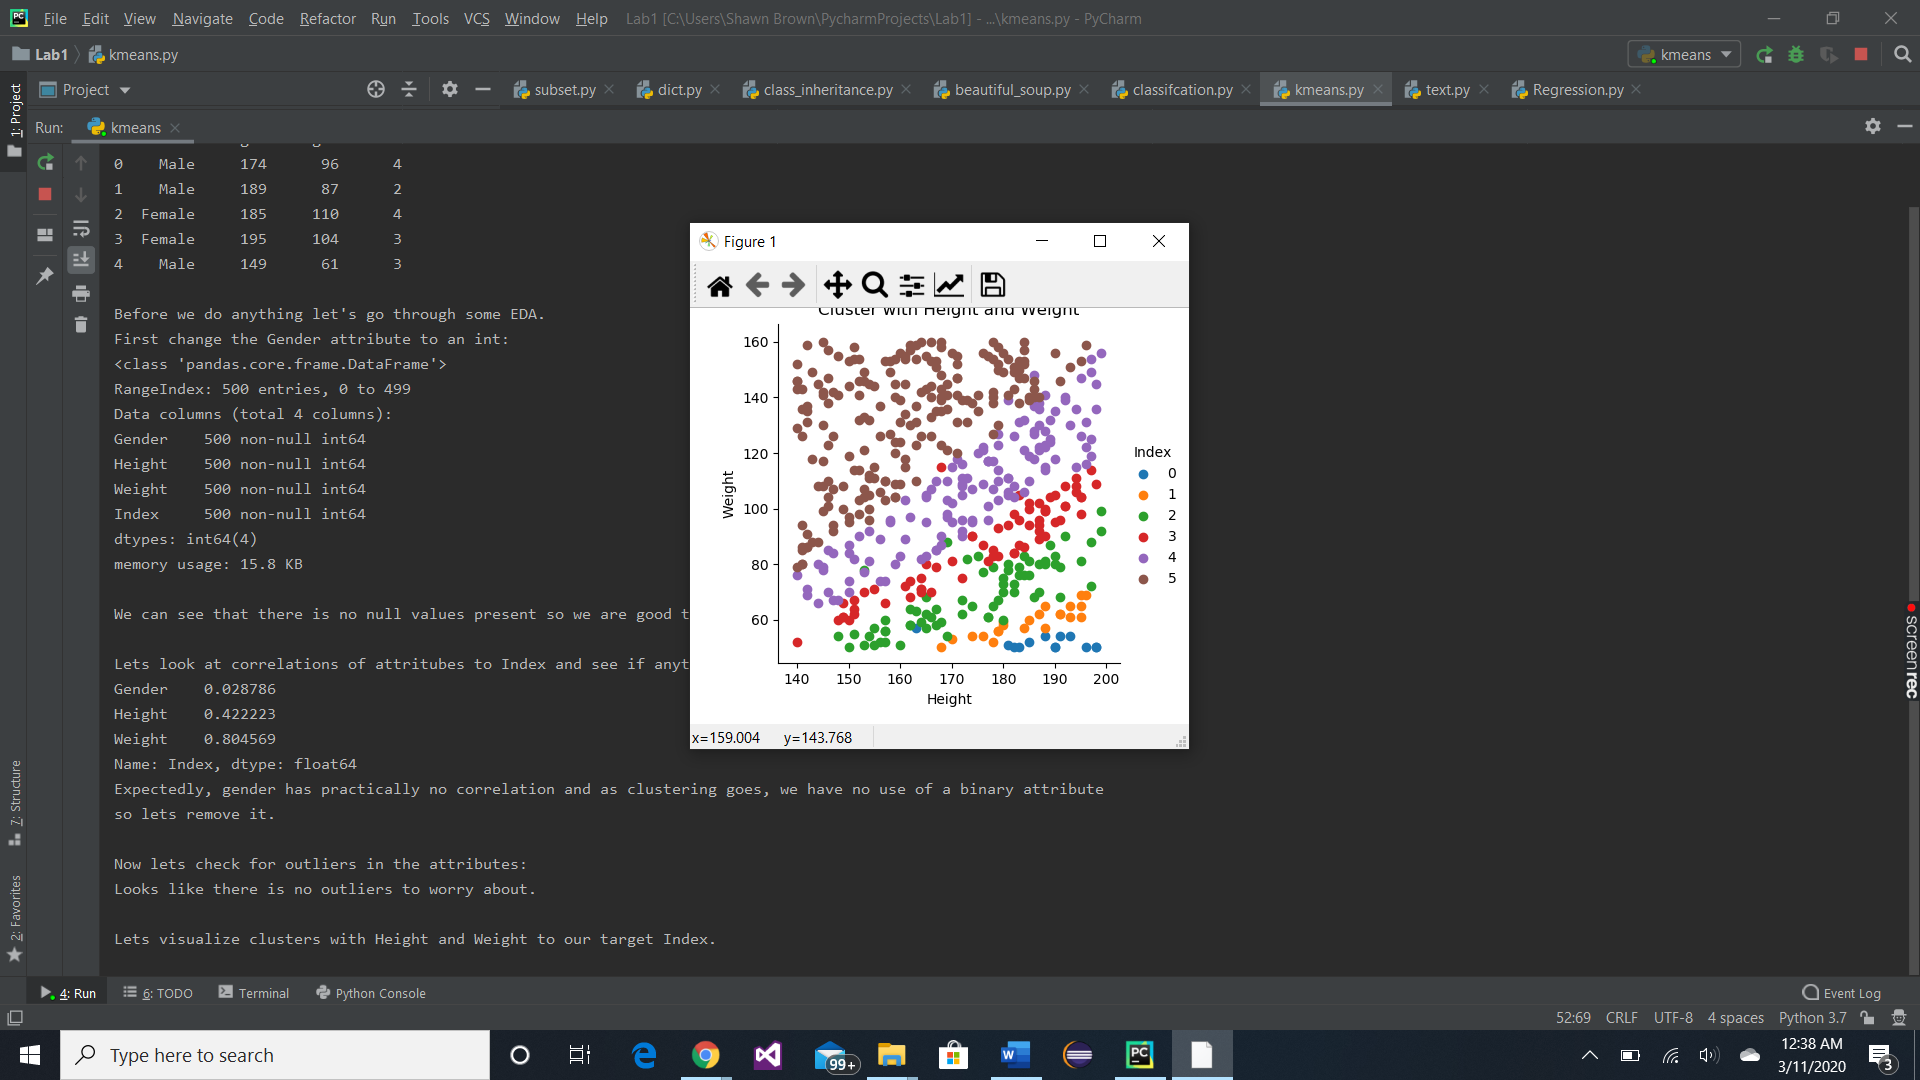 File Edit View Navigate Code Refactor Run Tools VCS Window Help Lab1 [C:\Users\Shawn Brown\PycharmProjects\Lab1] - ...\kmeans.py - PyCharm
Lab1 kmeans.py kmeans
1: Project
Project subset.py dict.py class_inheritance.py beautiful_soup.py classifcation.py kmeans.py text.py Regression.py
Run: kmeans
0 Male 174 96 4
1 Male 189 87 2
2 Female 185 110 4
3 Female 195 104 3
4 Male 149 61 3
Before we do anything let's go through some EDA.
First change the Gender attribute to an int:
<class 'pandas.core.frame.DataFrame'>
RangeIndex: 500 entries, 0 to 499
Data columns (total 4 columns):
Gender 500 non-null int64
Height 500 non-null int64
Weight 500 non-null int64
Index 500 non-null int64
dtypes: int64(4)
memory usage: 15.8 KB
We can see that there is no null values present so we are good t
Lets look at correlations of attritubes to Index and see if anyt
Gender 0.028786
Height 0.422223
Weight 0.804569
Name: Index, dtype: float64
Expectedly, gender has practically no correlation and as clustering goes, we have no use of a binary attribute
so lets remove it.
Now lets check for outliers in the attributes:
Looks like there is no outliers to worry about.
Lets visualize clusters with Height and Weight to our target Index.
Figure 1
Cluster with Height and Weight
160
140
120
100
80
60
Weight
140 150 160 170 180 190 200
Height
Index
0
1
2
3
4
5
x=159.004 y=143.768
screenrec
7: Structure
2: Favorites
4: Run 6: TODO Terminal Python Console Event Log
52:69 CRLF UTF-8 4 spaces Python 3.7
Type here to search
99+
12:38 AM
3/11/2020
3